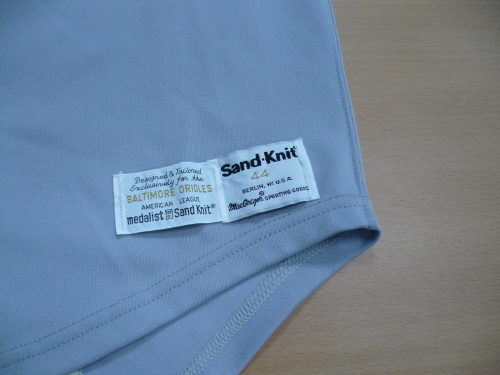 Designed & Tailored
Exclusively for the
BALTIMORE ORIOLES
AMERICAN LEAGUE
medalist Sand Knit®
Sand-Knit®
44
BERLIN, WI U.S.A.
®
MacGregor SPORTING GOODS